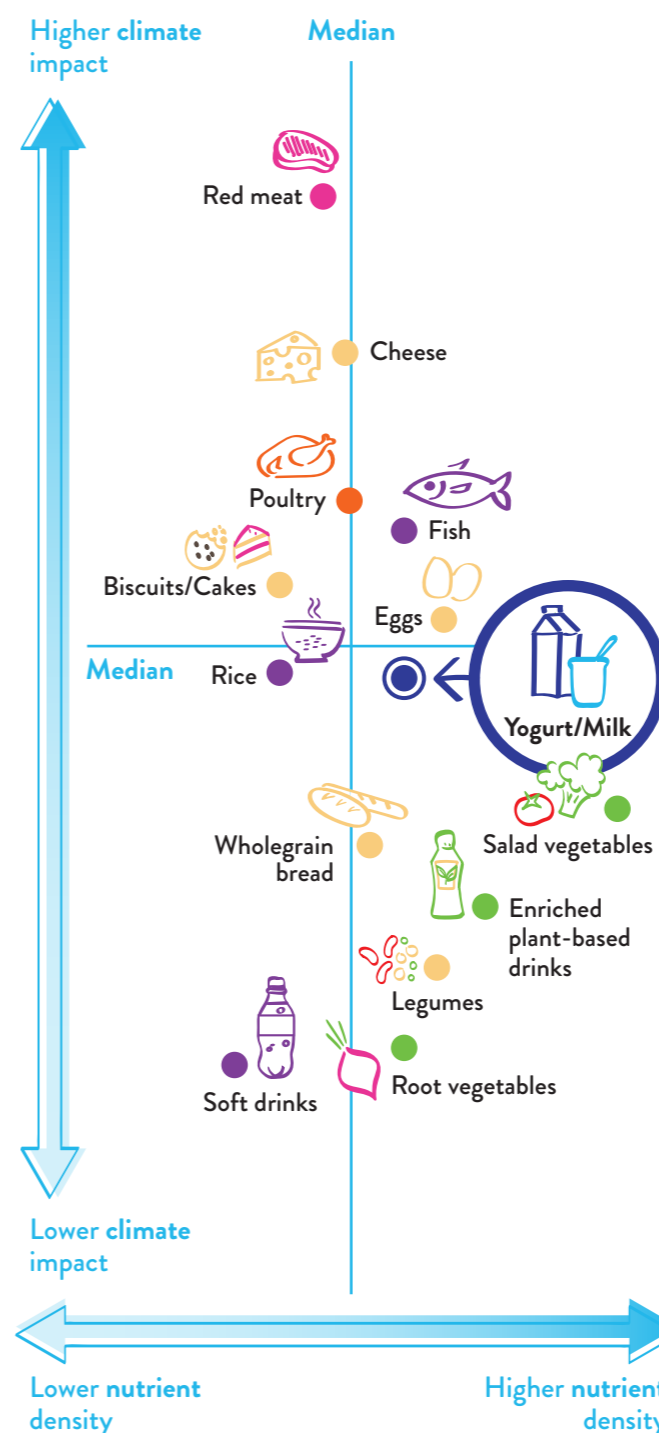 Higher climate
impact
Median
Red meat
Cheese
Poultry
Fish
Biscuits/Cakes
Eggs
Median
Rice
Yogurt/Milk
Wholegrain
bread
Salad vegetables
Enriched
plant-based
drinks
Legumes
Soft drinks
Root vegetables
Lower climate
impact
Lower nutrient
density
Higher nutrient
density